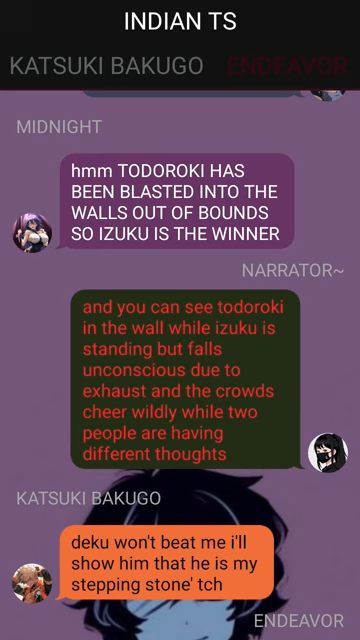 INDIAN TS
KATSUKI BAKUGO
ENDEAVOR
MIDNIGHT
hmm TODOROKI HAS
BEEN BLASTED INTO THE
WALLS OUT OF BOUNDS
SO IZUKU IS THE WINNER
NARRATOR~
and you can see todoroki
in the wall while izuku is
standing but falls
unconscious due to
exhaust and the crowds
cheer wildly while two
people are having
different thoughts
KATSUKI BAKUGO
deku won't beat me i'll
show him that he is my
stepping stone' tch
ENDEAVOR